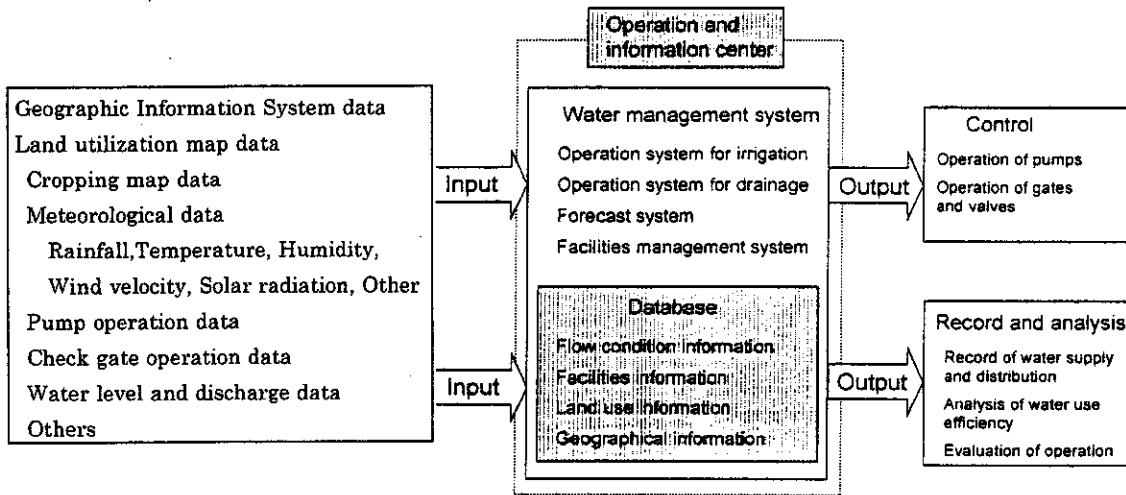 Operation and
information center
Geographic Information System data
Land utilization map data
Cropping map data
Meteorological data
Rainfall,Temperature, Humidity,
Wind velocity, Solar radiation, Other
Pump operation data
Check gate operation data
Water level and discharge data
Others
Input
Input
Water management system
Operation system for irrigation
Operation system for drainage
Forecast system
Facilities management system
Database
Flow condition information
Facilities information
Land use information
Geographical information
Output
Output
Control
Operation of pumps
Operation of gates
and valves
Record and analysis
Record of water supply
and distribution
Analysis of water use
efficiency
Evaluation of operation